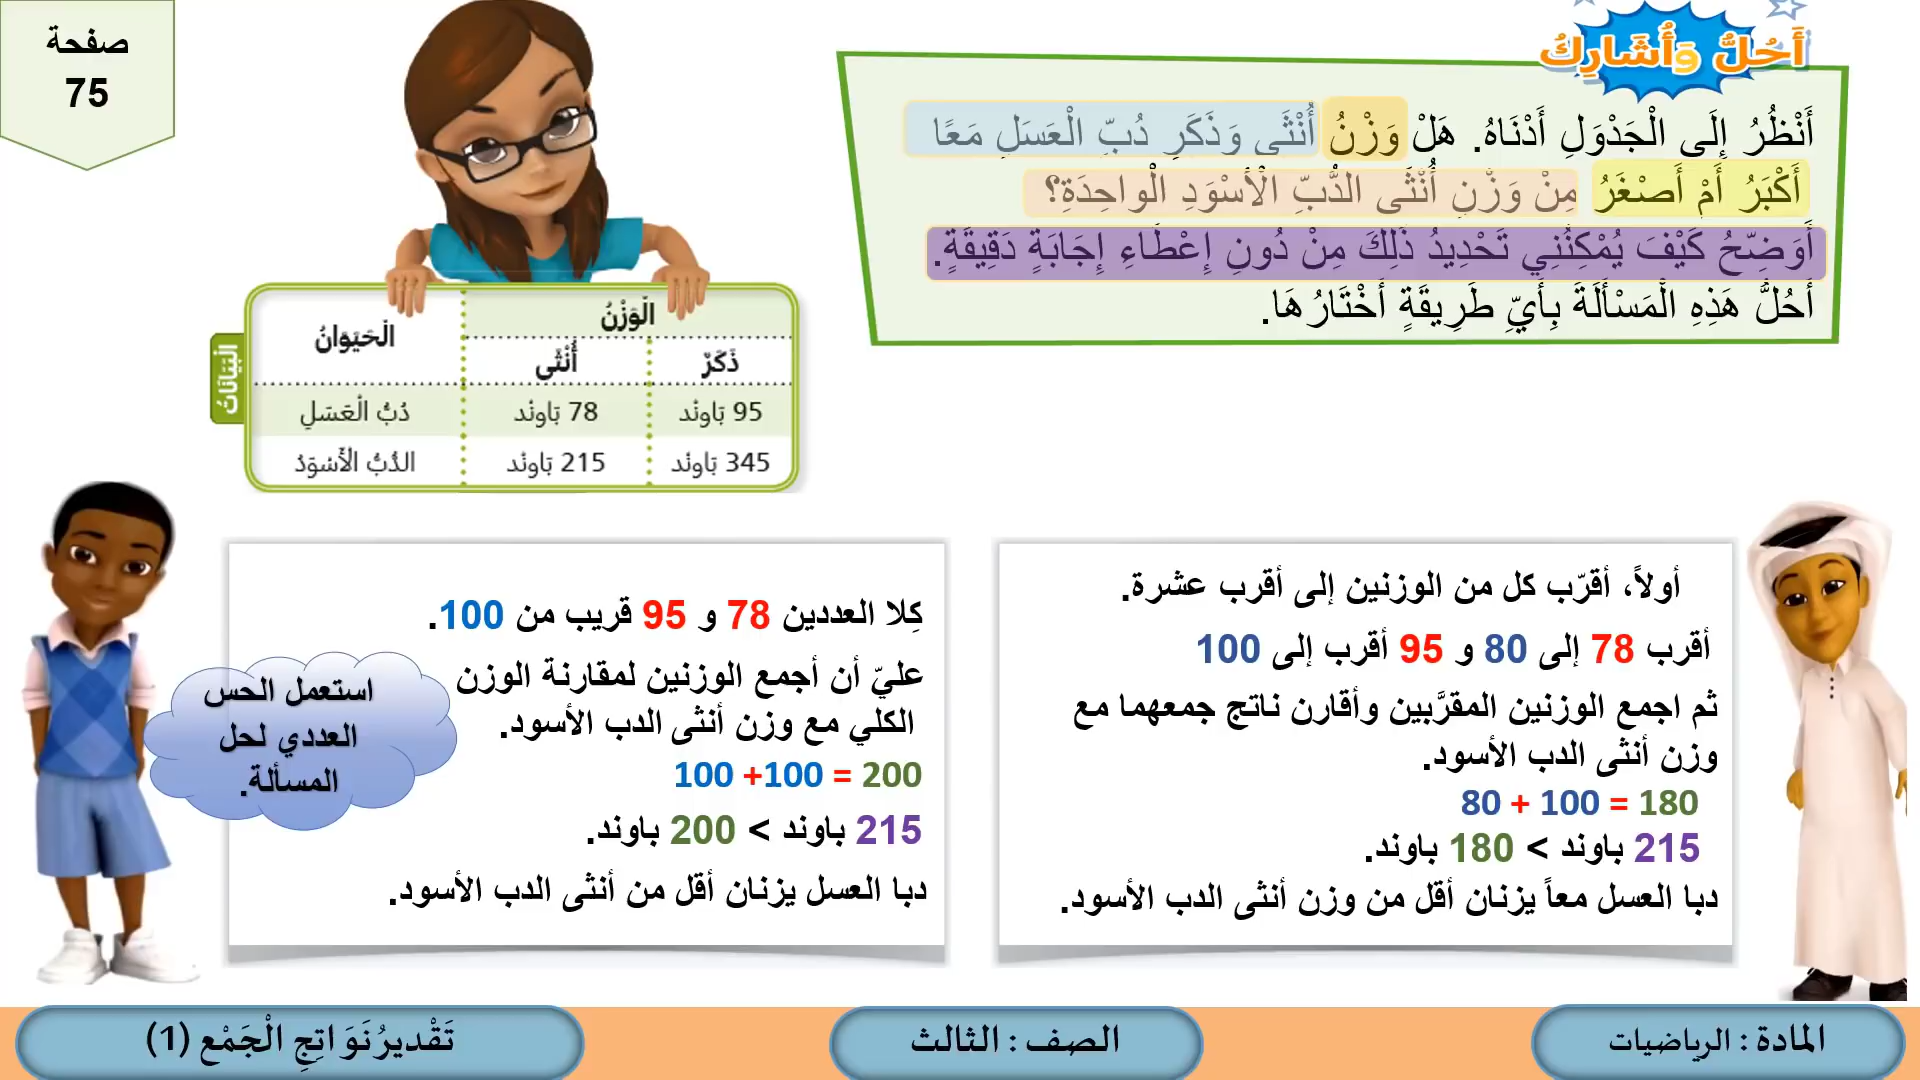 صفحة
75
أَحُلُّ وَأُشَارِكُ
أَنْظُرُ إِلَى الْجَدْوَلِ أَدْنَاهُ. هَلْ وَزْنُ أُنْثَى وَذَكَرِ دُبِّ الْعَسَلِ مَعًا
أَكْبَرُ أَمْ أَصْغَرُ مِنْ وَزْنِ أُنْثَى الدُّبِّ الْأَسْوَدِ الْواحِدَةِ؟
أُوَضِّحُ كَيْفَ يُمْكِنُنِي تَحْدِيدُ ذَلِكَ مِنْ دُونِ إِعْطَاءِ إِجَابَةٍ دَقِيقَةٍ.
أَحُلُّ هَذِهِ الْمَسْأَلَةَ بِأَيِّ طَرِيقَةٍ أَخْتَارُهَا.
الْبَيَانَاتُ
الْوَزْنُ الْحَيَوَانُ
ذَكَرٌ أُنْثَى
95 بَاوِنْد 78 بَاوِنْد دُبُّ الْعَسَلِ
345 بَاوِنْد 215 بَاوِنْد الدُّبُّ الْأَسْوَدُ
أولاً، أقرّب كل من الوزنين إلى أقرب عشرة.
أقرب 78 إلى 80 و 95 أقرب إلى 100
ثم اجمع الوزنين المقرَّبين وأقارن ناتج جمعهما مع
وزن أنثى الدب الأسود.
80 + 100 = 180
215 باوند > 180 باوند.
دبا العسل معاً يزنان أقل من وزن أنثى الدب الأسود.
كِلا العددين 78 و 95 قريب من 100.
عليّ أن أجمع الوزنين لمقارنة الوزن
الكلي مع وزن أنثى الدب الأسود.
100 +100 = 200
215 باوند > 200 باوند.
دبا العسل يزنان أقل من أنثى الدب الأسود.
استعمل الحس
العددي لحل
المسألة.
المادة : الرياضيات
الصف : الثالث
تَقْديرُ نَوَاتِجِ الْجَمْع (1)